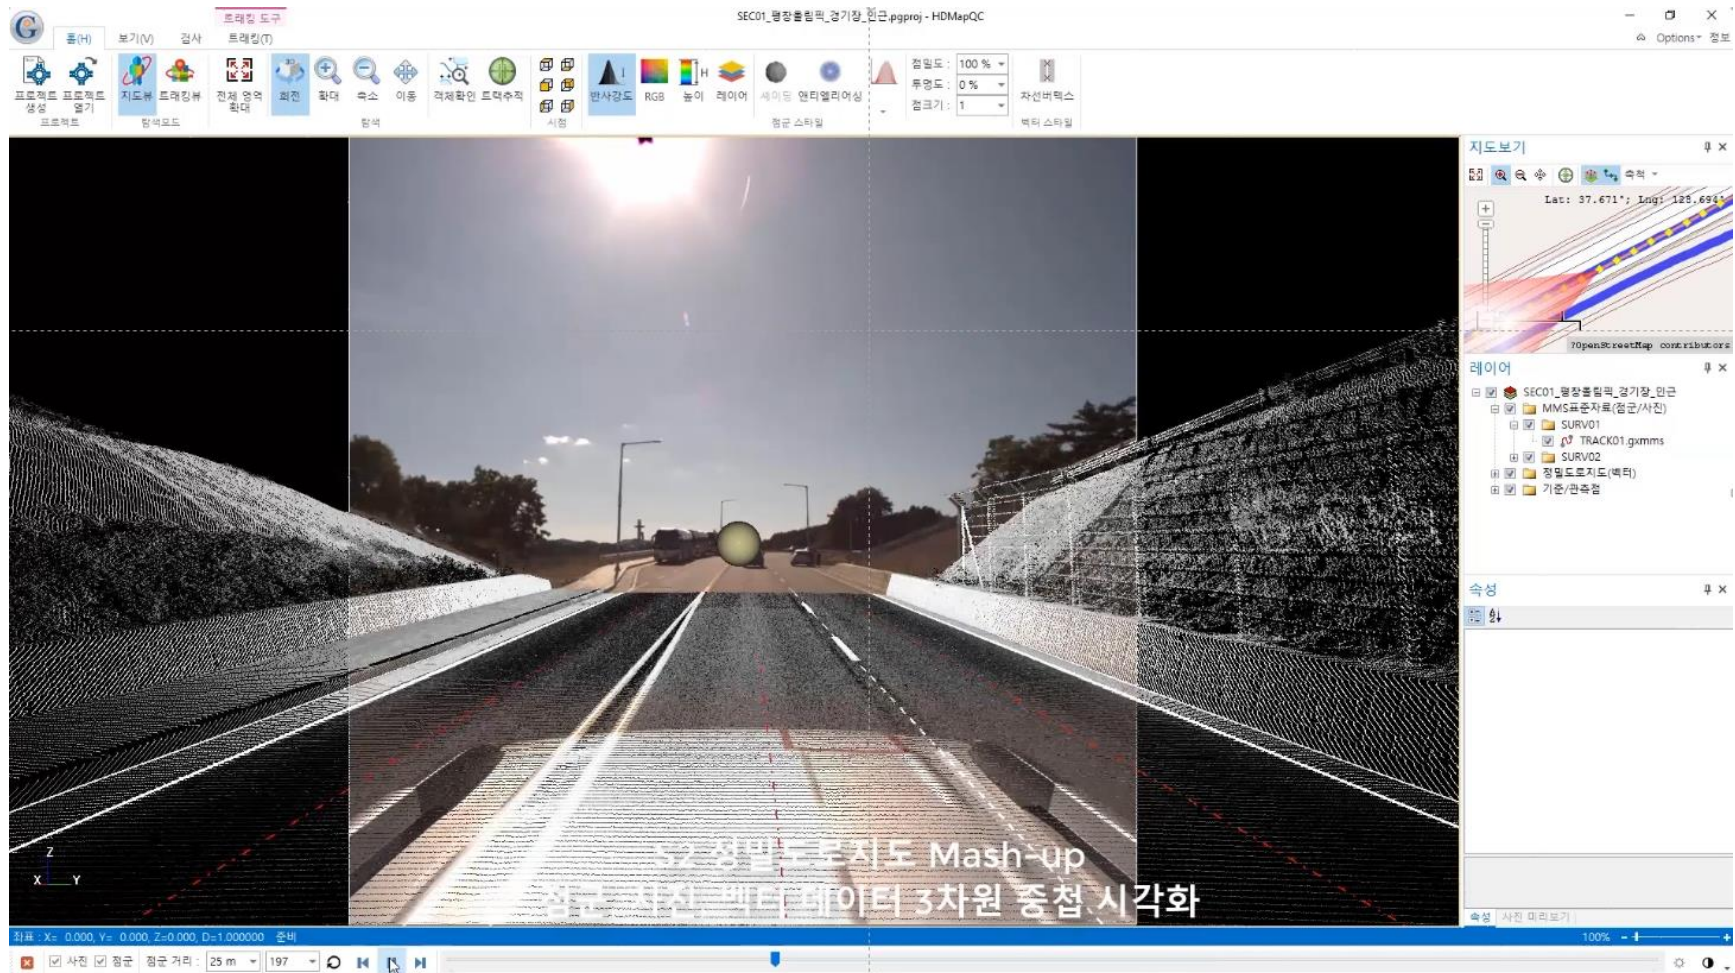 트래킹 도구
SEC01_평창올림픽_경기장_인근.pgproj - HDMapQC
홈(H) 보기(V) 검사 트래킹(T)
Options 정보
프로젝트 생성
프로젝트 열기
지도뷰
트래킹뷰
전체 영역 확대
회전
확대
축소
이동
객체확인
트랙추적
반사강도
RGB
높이
레이어
쉐이딩
앤티엘리어싱
점밀도 : 100 %
투명도 : 0 %
점크기 : 1
차선버텍스
프로젝트
탐색모드
탐색
시점
점군 스타일
벡터 스타일
지도보기
축척
Lat: 37.671°; Lng: 128.694°
?OpenStreetMap contributors
레이어
SEC01_평창올림픽_경기장_인근
MMS표준자료(점군/사진)
SURV01
TRACK01.gxmms
SURV02
정밀도로지도(벡터)
기준/관측점
속성
Z
X Y
정밀도로지도 Mash-up
점군, 사진, 벡터 데이터 3차원 중첩 시각화
속성 사진 미리보기
좌표 : X= 0.000, Y= 0.000, Z=0.000, D=1.000000 준비
100%
사진 점군 점군 거리 : 25 m 197